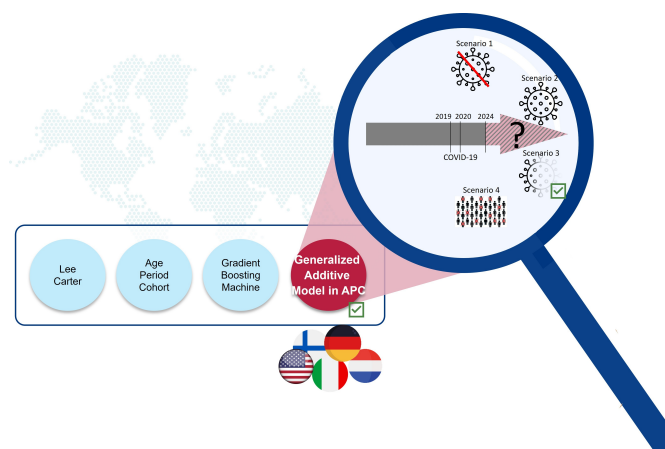 Scenario 1
Scenario 2
2019 2020 2024
?
COVID-19
Scenario 3
Scenario 4
Lee
Carter
Age
Period
Cohort
Gradient
Boosting
Machine
Generalized
Additive
Model in APC